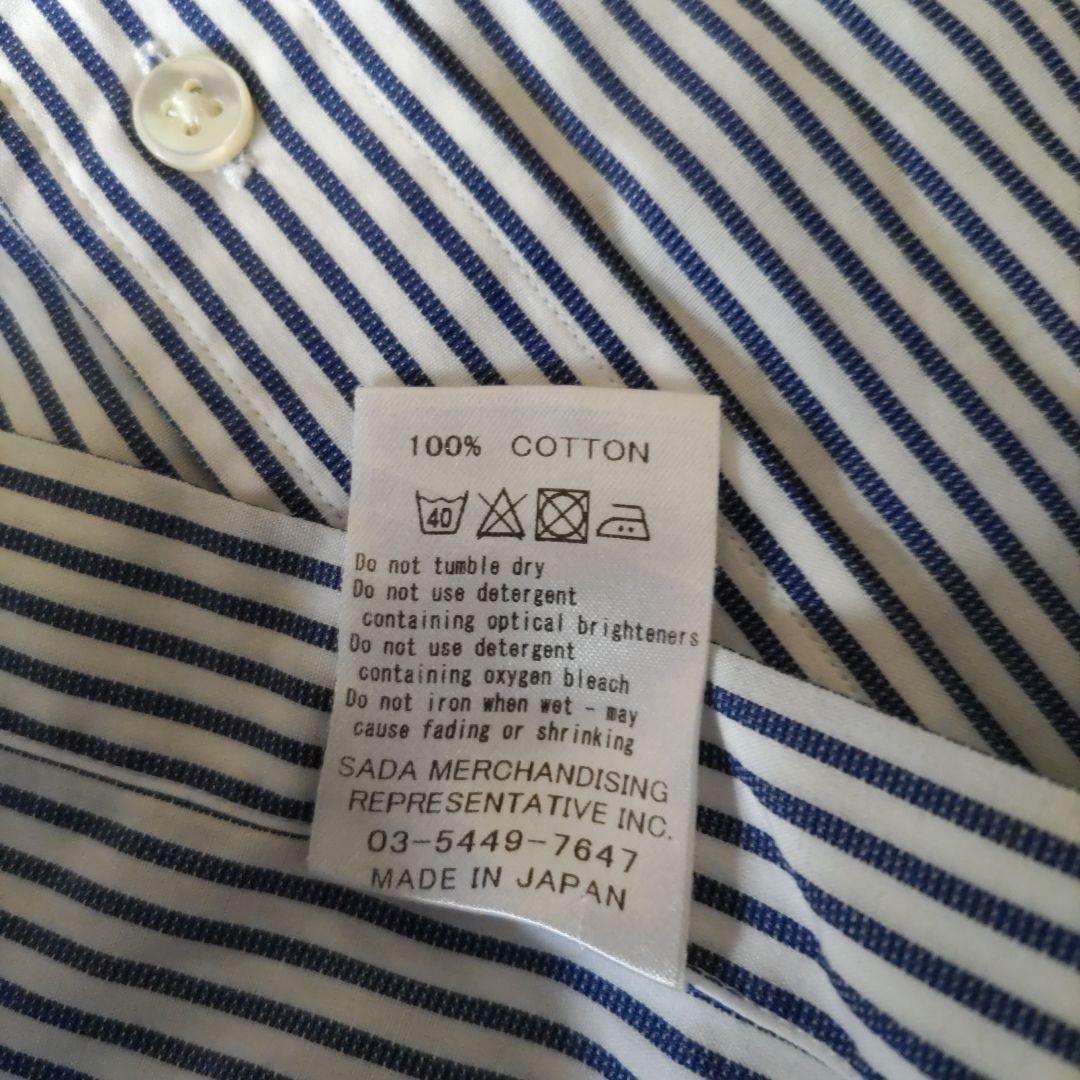 100% COTTON
40
Do not tumble dry
Do not use detergent
containing optical brighteners
Do not use detergent
containing oxygen bleach
Do not iron when wet - may
cause fading or shrinking
SADA MERCHANDISING
REPRESENTATIVE INC.
03-5449-7647
MADE IN JAPAN